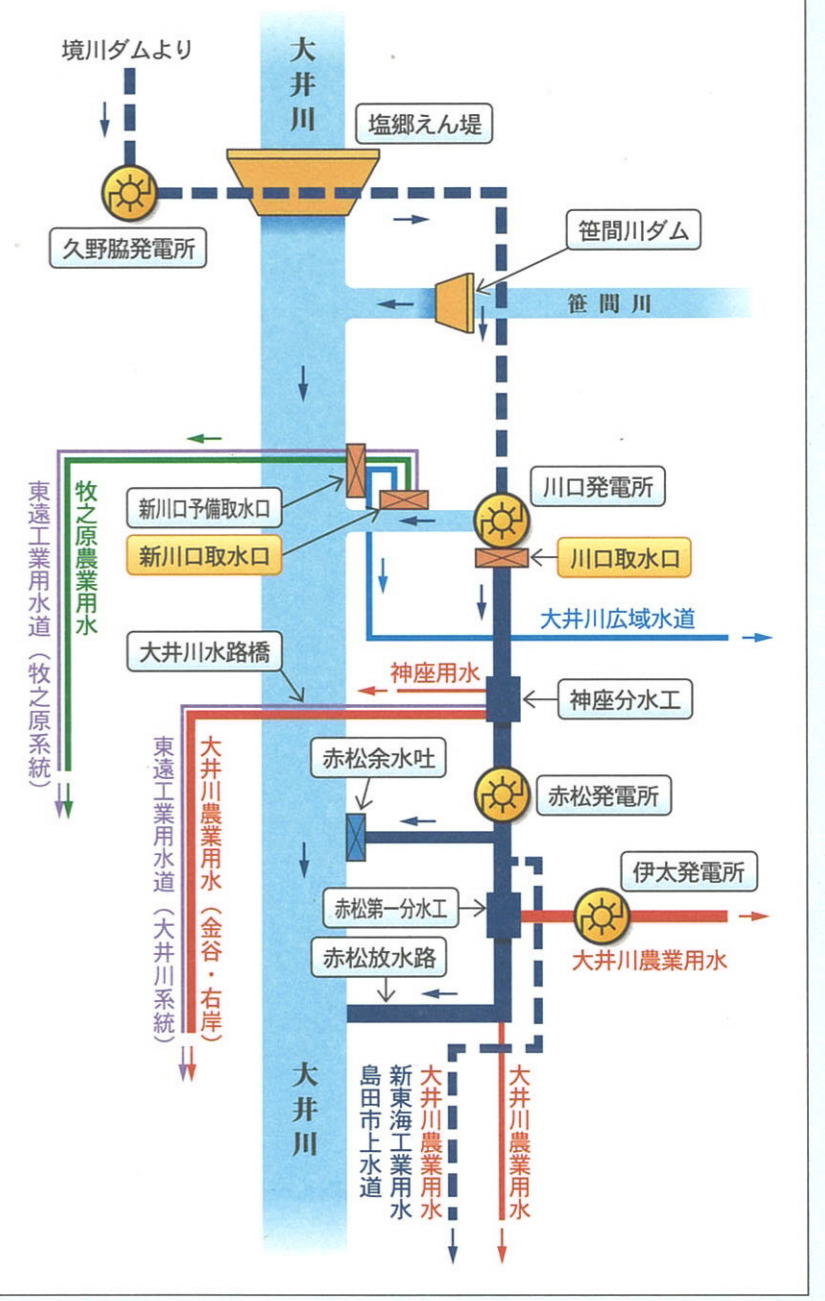 境川ダムより
大井川
塩郷えん堤
久野脇発電所
笹間川ダム
笹間川
川口発電所
新川口予備取水口
新川口取水口
川口取水口
東遠工業用水道（牧之原系統）
牧之原農業用水
大井川広域水道
大井川水路橋
神座用水
神座分水工
赤松余水吐
赤松発電所
東遠工業用水道（大井川系統）
大井川農業用水（金谷・右岸）
伊太発電所
赤松第一分水工
大井川農業用水
赤松放水路
大井川
島田市上水道
新東海工業用水
大井川農業用水
大井川農業用水